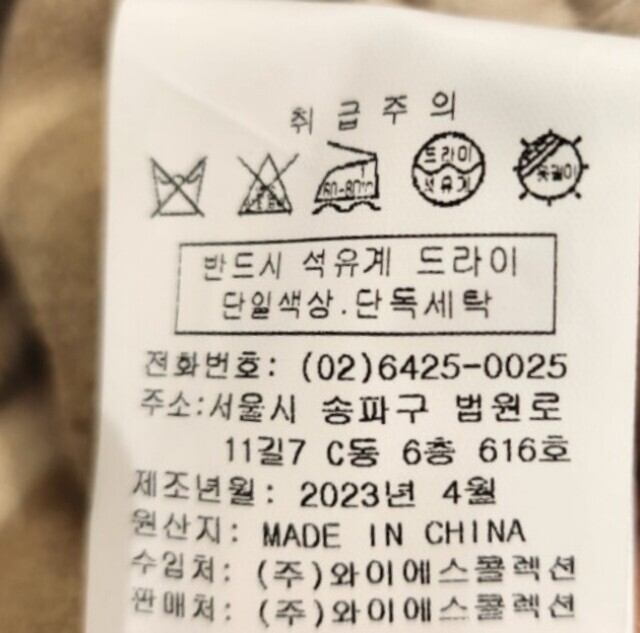 취급주의
드라이
석유계
80-80℃
옷걸이
반드시 석유계 드라이
단일색상.단독세탁
전화번호: (02)6425-0025
주소:서울시 송파구 법원로
11길7 C동 6층 616호
제조년월: 2023년 4월
원산지: MADE IN CHINA
수입처: (주)와이에스콜렉션
판매처: (주)와이에스콜렉션